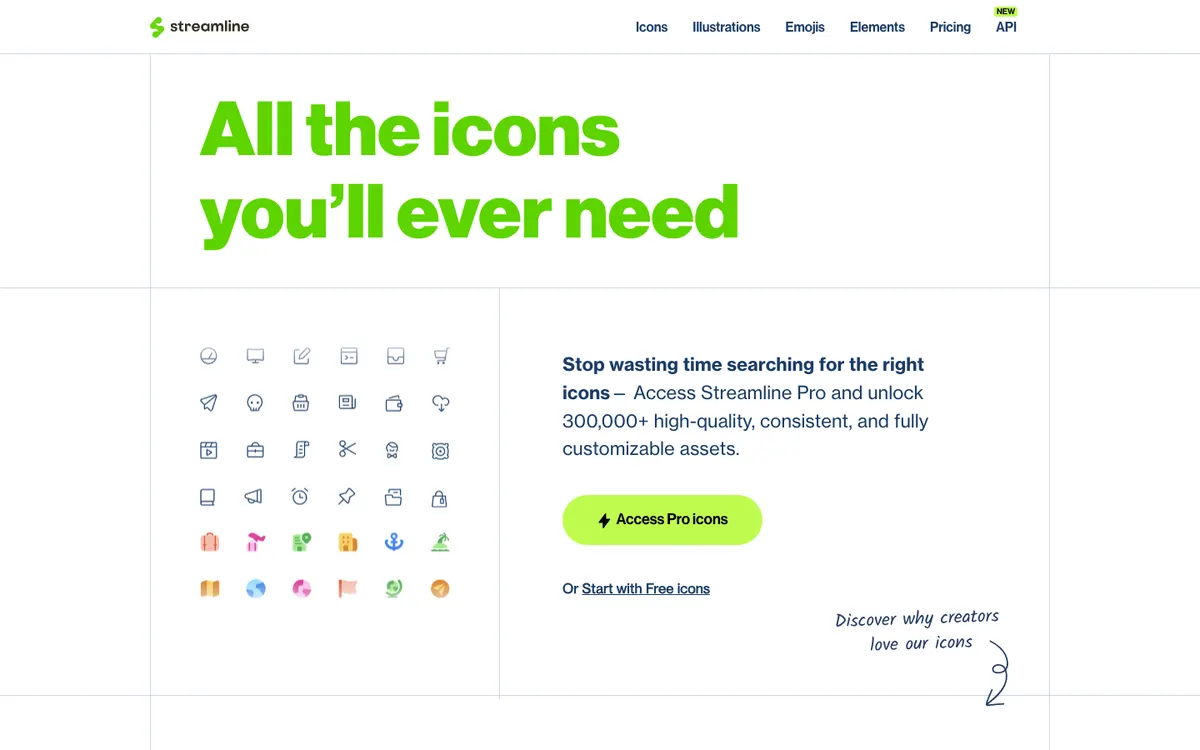 streamline
Icons
Illustrations
Emojis
Elements
Pricing
NEW
API
All the icons
you’ll ever need
Stop wasting time searching for the right
icons – Access Streamline Pro and unlock
300,000+ high-quality, consistent, and fully
customizable assets.
Access Pro icons
Or Start with Free icons
Discover why creators
love our icons